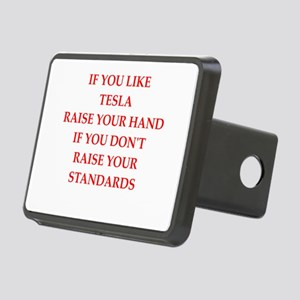 IF YOU LIKE
TESLA
RAISE YOUR HAND
IF YOU DON'T
RAISE YOUR
STANDARDS